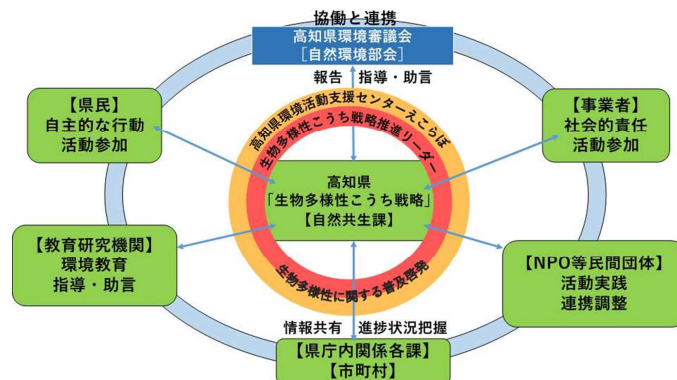 協働と連携
高知県環境審議会
［自然環境部会］
報告 指導・助言
【県民】
自主的な行動
活動参加
【事業者】
社会的責任
活動参加
高知県環境活動支援センターえこらぼ
生物多様性こうち戦略推進リーダー
高知県
「生物多様性こうち戦略」
【自然共生課】
【教育研究機関】
環境教育
指導・助言
【NPO等民間団体】
活動実践
連携調整
生物多様性に関する普及啓発
情報共有 進捗状況把握
【県庁内関係各課】
【市町村】